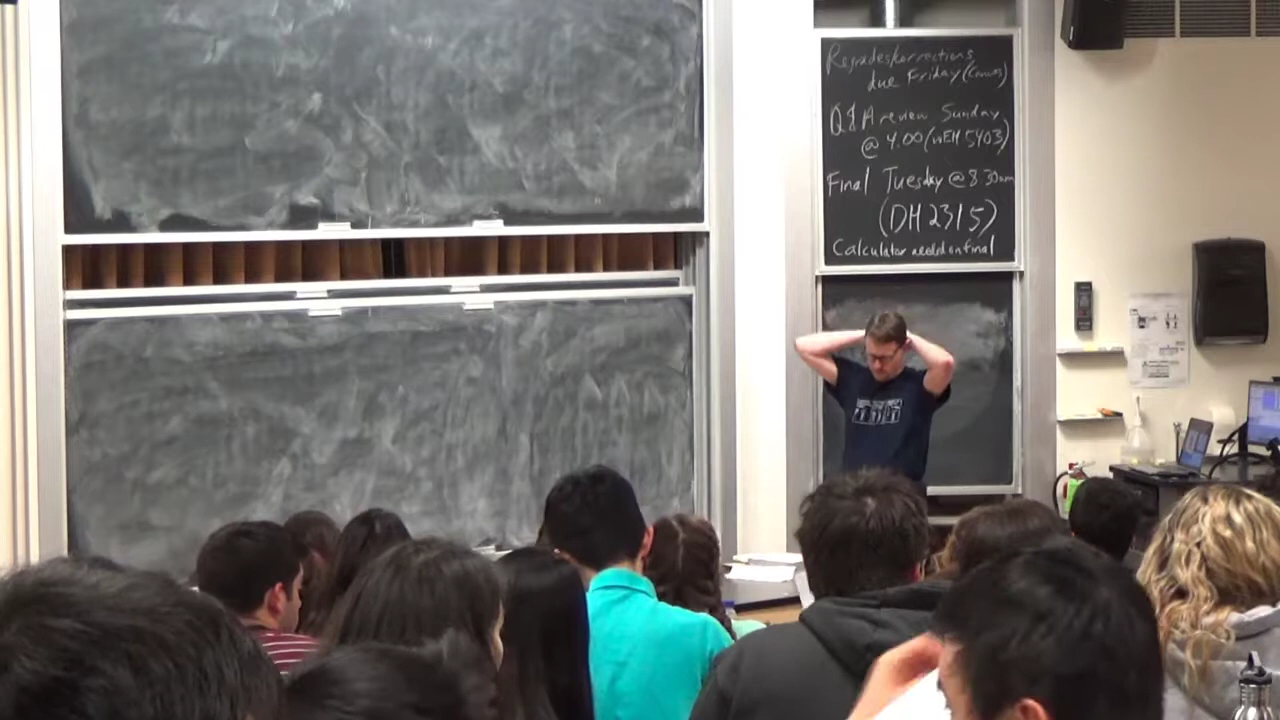 Regrades/corrections
due Friday (Canvas)
Q&A review Sunday
@ 4:00 (WEH 5403)
Final Tuesday @ 8:30am
(DH 2315)
Calculator needed on final